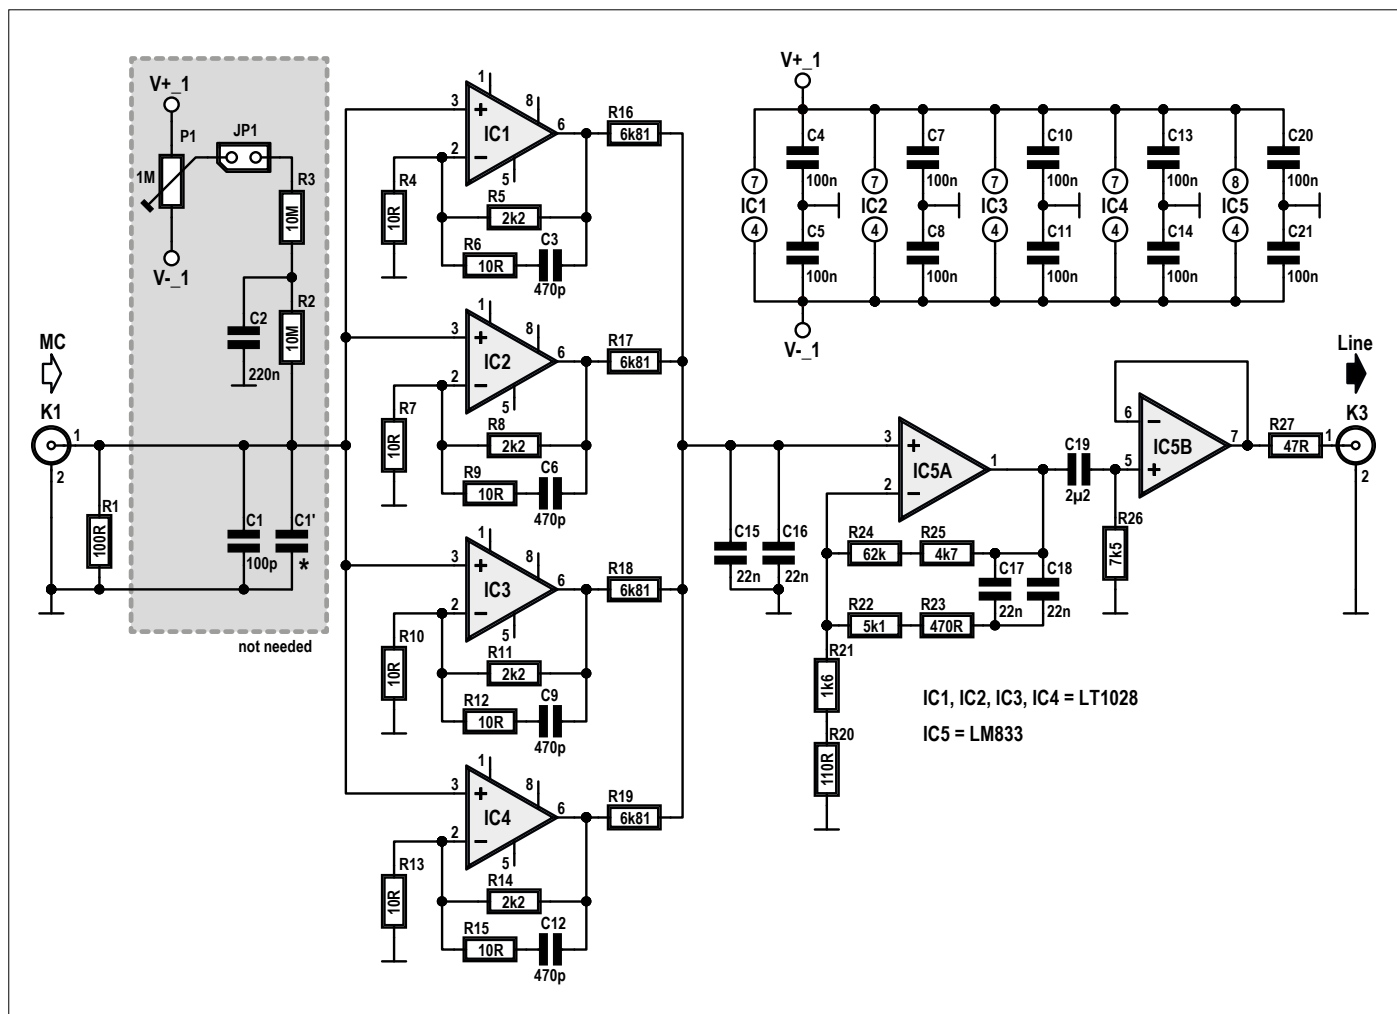 V+_1
P1
JP1
1M
R3
10M
V-_1
R2
10M
C2
220n
MC
K1
1
2
R1
100R
C1
100p
C1'
*
not needed
1
3
+
8
IC1
6
2
−
5
R4
10R
R5
2k2
R6
10R
C3
470p
R16
6k81
1
3
+
8
IC2
6
2
−
5
R7
10R
R8
2k2
R9
10R
C6
470p
R17
6k81
1
3
+
8
IC3
6
2
−
5
R10
10R
R11
2k2
R12
10R
C9
470p
R18
6k81
1
3
+
8
IC4
6
2
−
5
R13
10R
R14
2k2
R15
10R
C12
470p
R19
6k81
V+_1
7
IC1
4
C4
100n
C5
100n
7
IC2
4
C7
100n
C8
100n
7
IC3
4
C10
100n
C11
100n
7
IC4
4
C13
100n
C14
100n
8
IC5
4
C20
100n
C21
100n
V-_1
C15
22n
C16
22n
3
+
IC5A
1
2
−
R24
62k
R25
4k7
C17
22n
C18
22n
R22
5k1
R23
470R
R21
1k6
R20
110R
C19
2µ2
R26
7k5
6
−
IC5B
7
5
+
R27
47R
Line
K3
1
2
IC1, IC2, IC3, IC4 = LT1028
IC5 = LM833